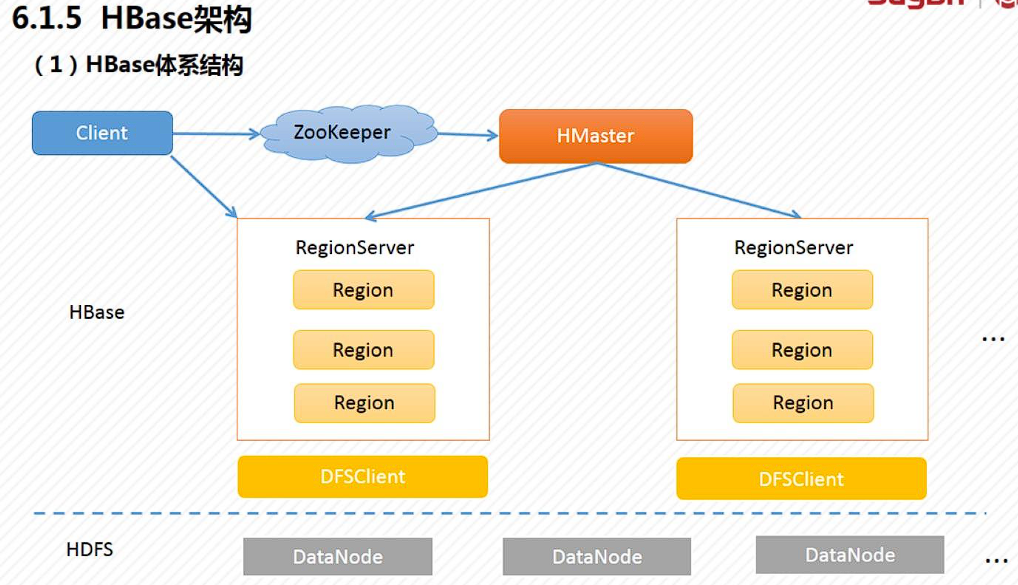 6.1.5 HBase架构
（1）HBase体系结构
Client
ZooKeeper
HMaster
RegionServer
RegionServer
Region
Region
HBase
Region
Region
...
Region
Region
DFSClient
DFSClient
HDFS
DataNode
DataNode
DataNode
...